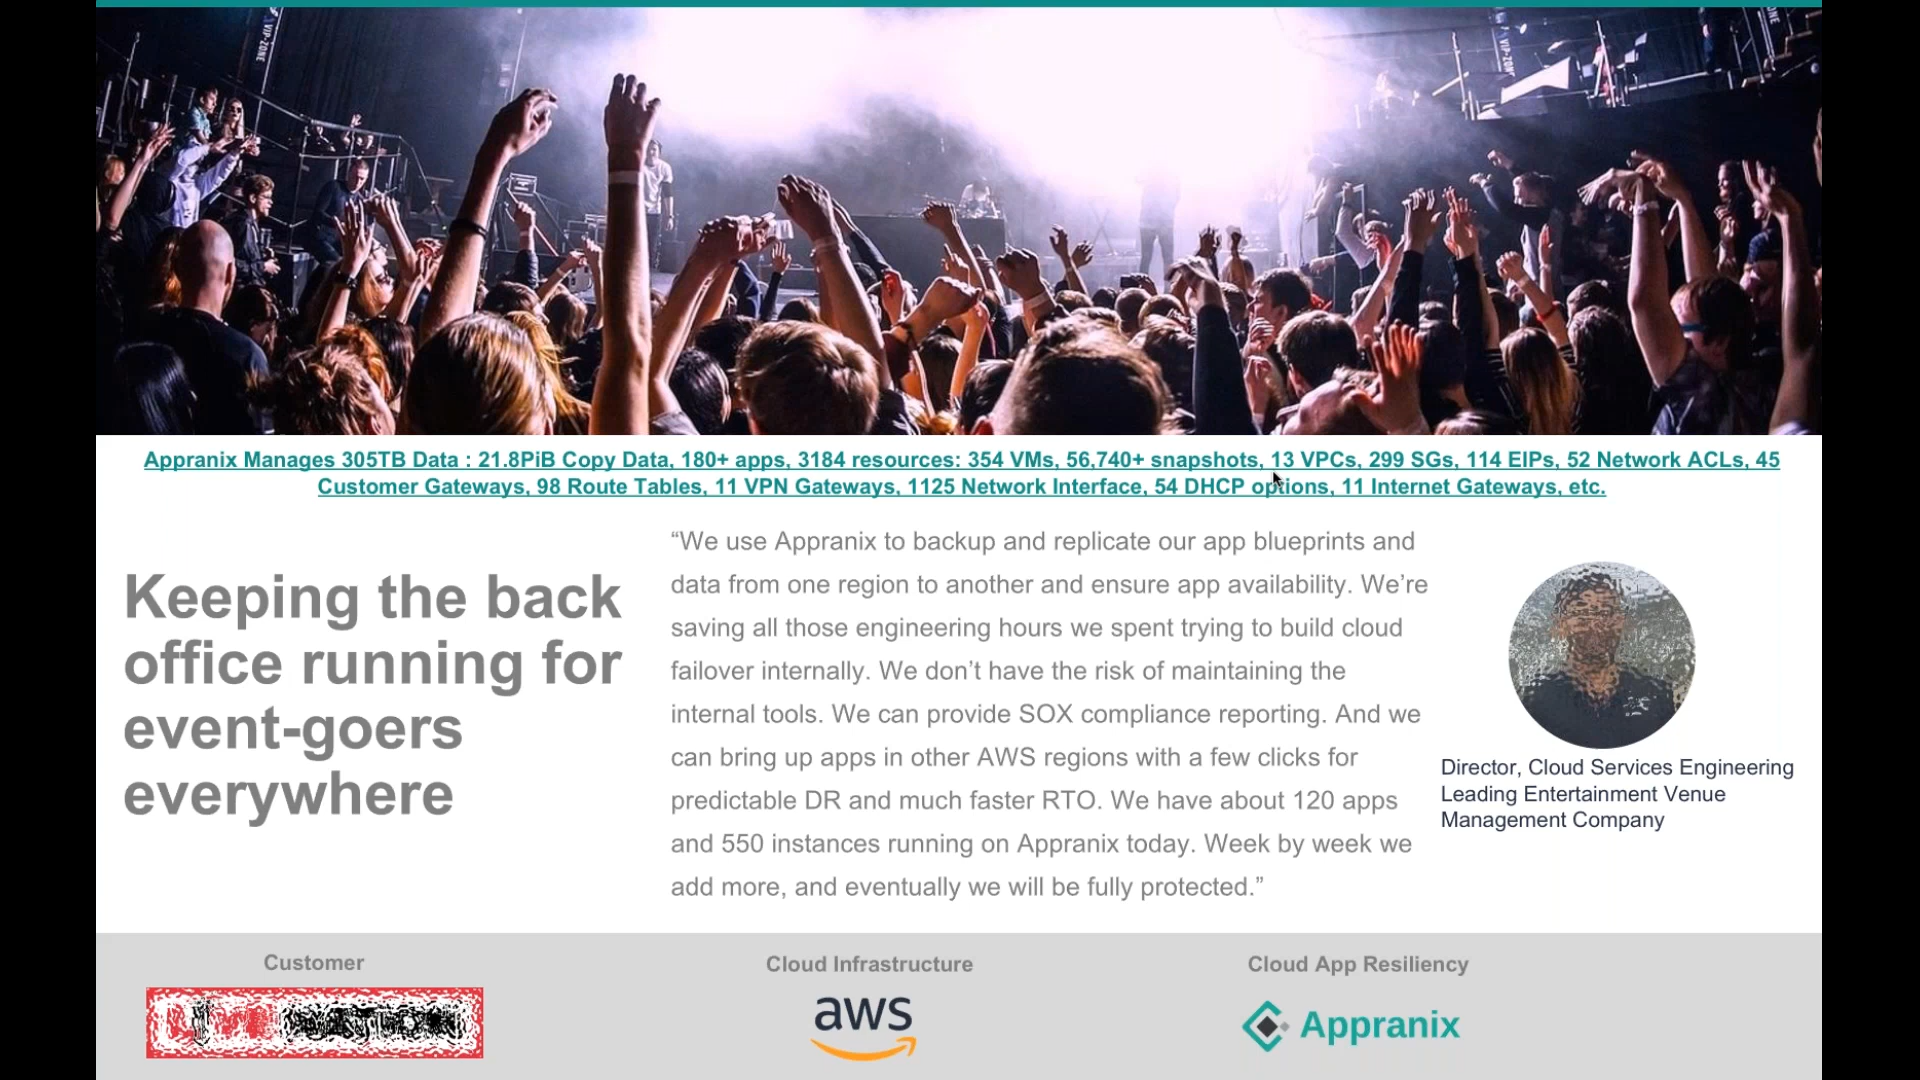 VIP-ZONE
VIP-ZONE
Appranix Manages 305TB Data : 21.8PiB Copy Data, 180+ apps, 3184 resources: 354 VMs, 56,740+ snapshots, 13 VPCs, 299 SGs, 114 EIPs, 52 Network ACLs, 45
Customer Gateways, 98 Route Tables, 11 VPN Gateways, 1125 Network Interface, 54 DHCP options, 11 Internet Gateways, etc.
Keeping the back
office running for
event-goers
everywhere
“We use Appranix to backup and replicate our app blueprints and
data from one region to another and ensure app availability. We’re
saving all those engineering hours we spent trying to build cloud
failover internally. We don’t have the risk of maintaining the
internal tools. We can provide SOX compliance reporting. And we
can bring up apps in other AWS regions with a few clicks for
predictable DR and much faster RTO. We have about 120 apps
and 550 instances running on Appranix today. Week by week we
add more, and eventually we will be fully protected.”
Director, Cloud Services Engineering
Leading Entertainment Venue
Management Company
Customer
Cloud Infrastructure
aws
Cloud App Resiliency
Appranix